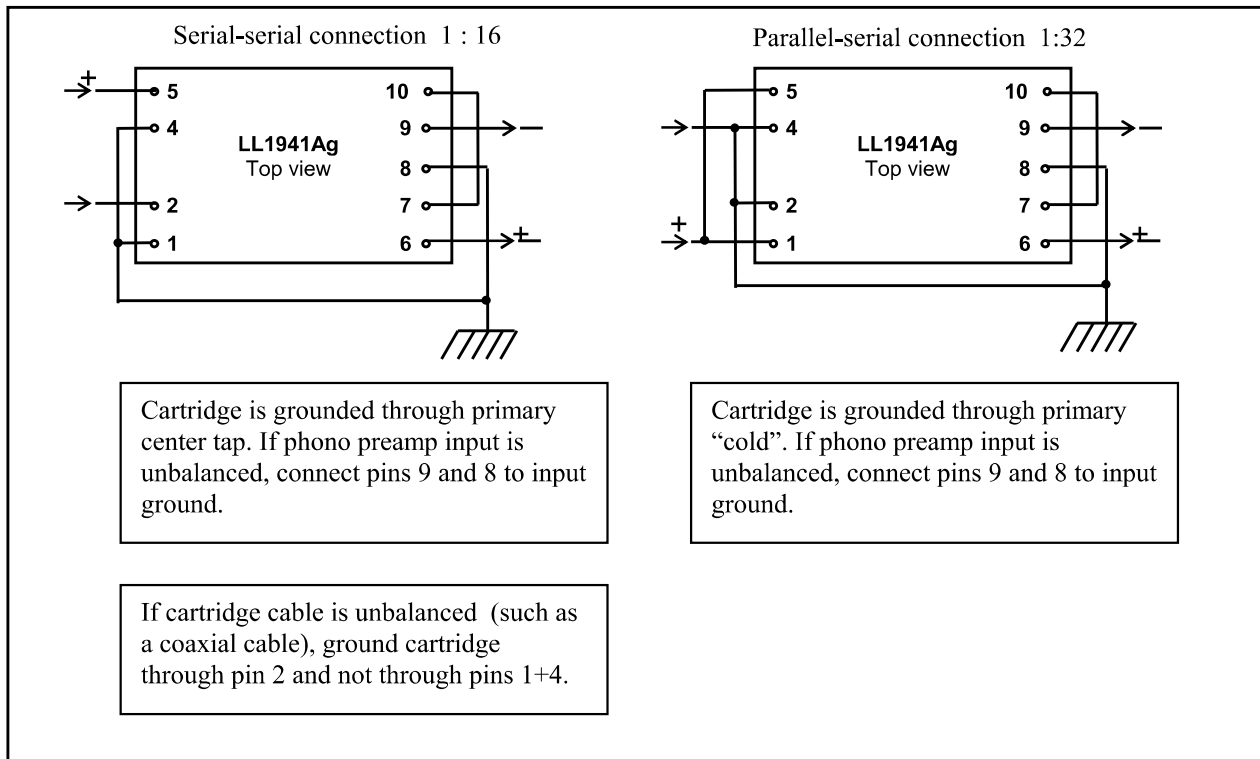 Serial-serial connection 1 : 16
+
5
4
2
1
LL1941Ag
Top view
10
9
8
7
6
+
Cartridge is grounded through primary
center tap. If phono preamp input is
unbalanced, connect pins 9 and 8 to input
ground.
If cartridge cable is unbalanced (such as
a coaxial cable), ground cartridge
through pin 2 and not through pins 1+4.
Parallel-serial connection 1:32
5
4
2
+
1
LL1941Ag
Top view
10
9
8
7
6
+
Cartridge is grounded through primary
“cold”. If phono preamp input is
unbalanced, connect pins 9 and 8 to input
ground.